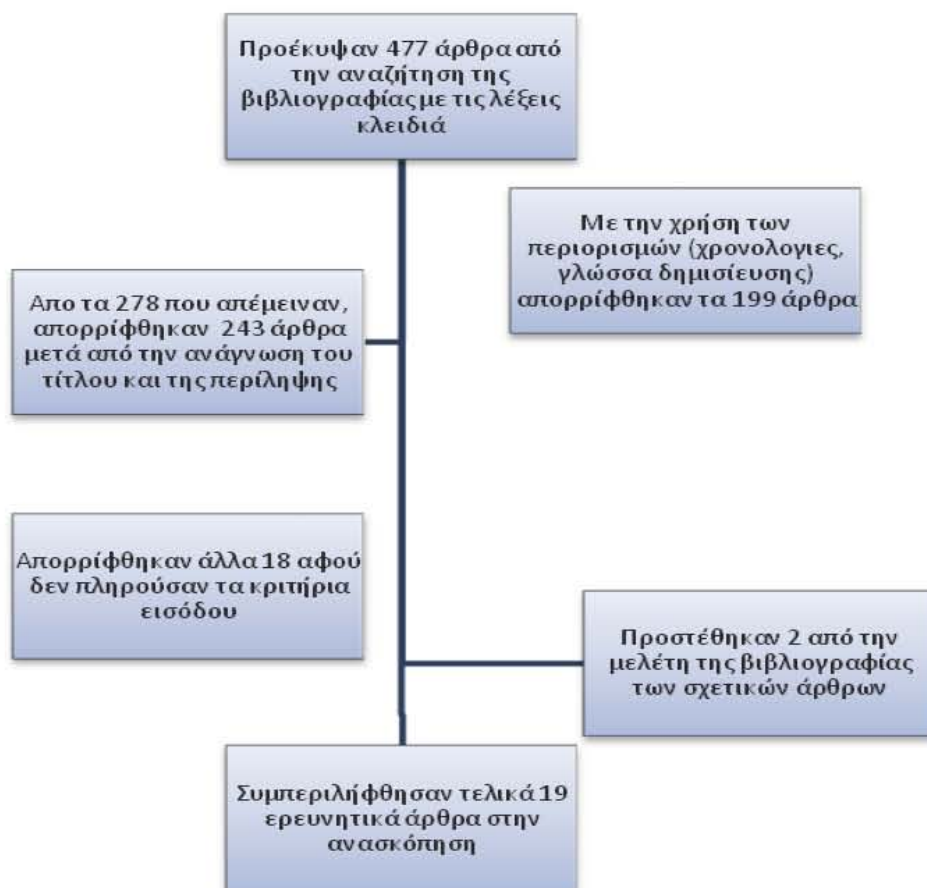 Προέκυψαν 477 άρθρα από
την αναζήτηση της
βιβλιογραφίας με τις λέξεις
κλειδιά
Με την χρήση των
περιορισμών (χρονολογιες,
γλώσσα δημισίευσης)
απορρίφθηκαν τα 199 άρθρα
Απο τα 278 που απέμειναν,
απορρίφθηκαν 243 άρθρα
μετά από την ανάγνωση του
τίτλου και της περίληψης
Απορρίφθηκαν άλλα 18 αφού
δεν πληρούσαν τα κριτήρια
εισόδου
Προστέθηκαν 2 από την
μελέτη της βιβλιογραφίας
των σχετικών άρθρων
Συμπεριλήφθησαν τελικά 19
ερευνητικά άρθρα στην
ανασκόπηση